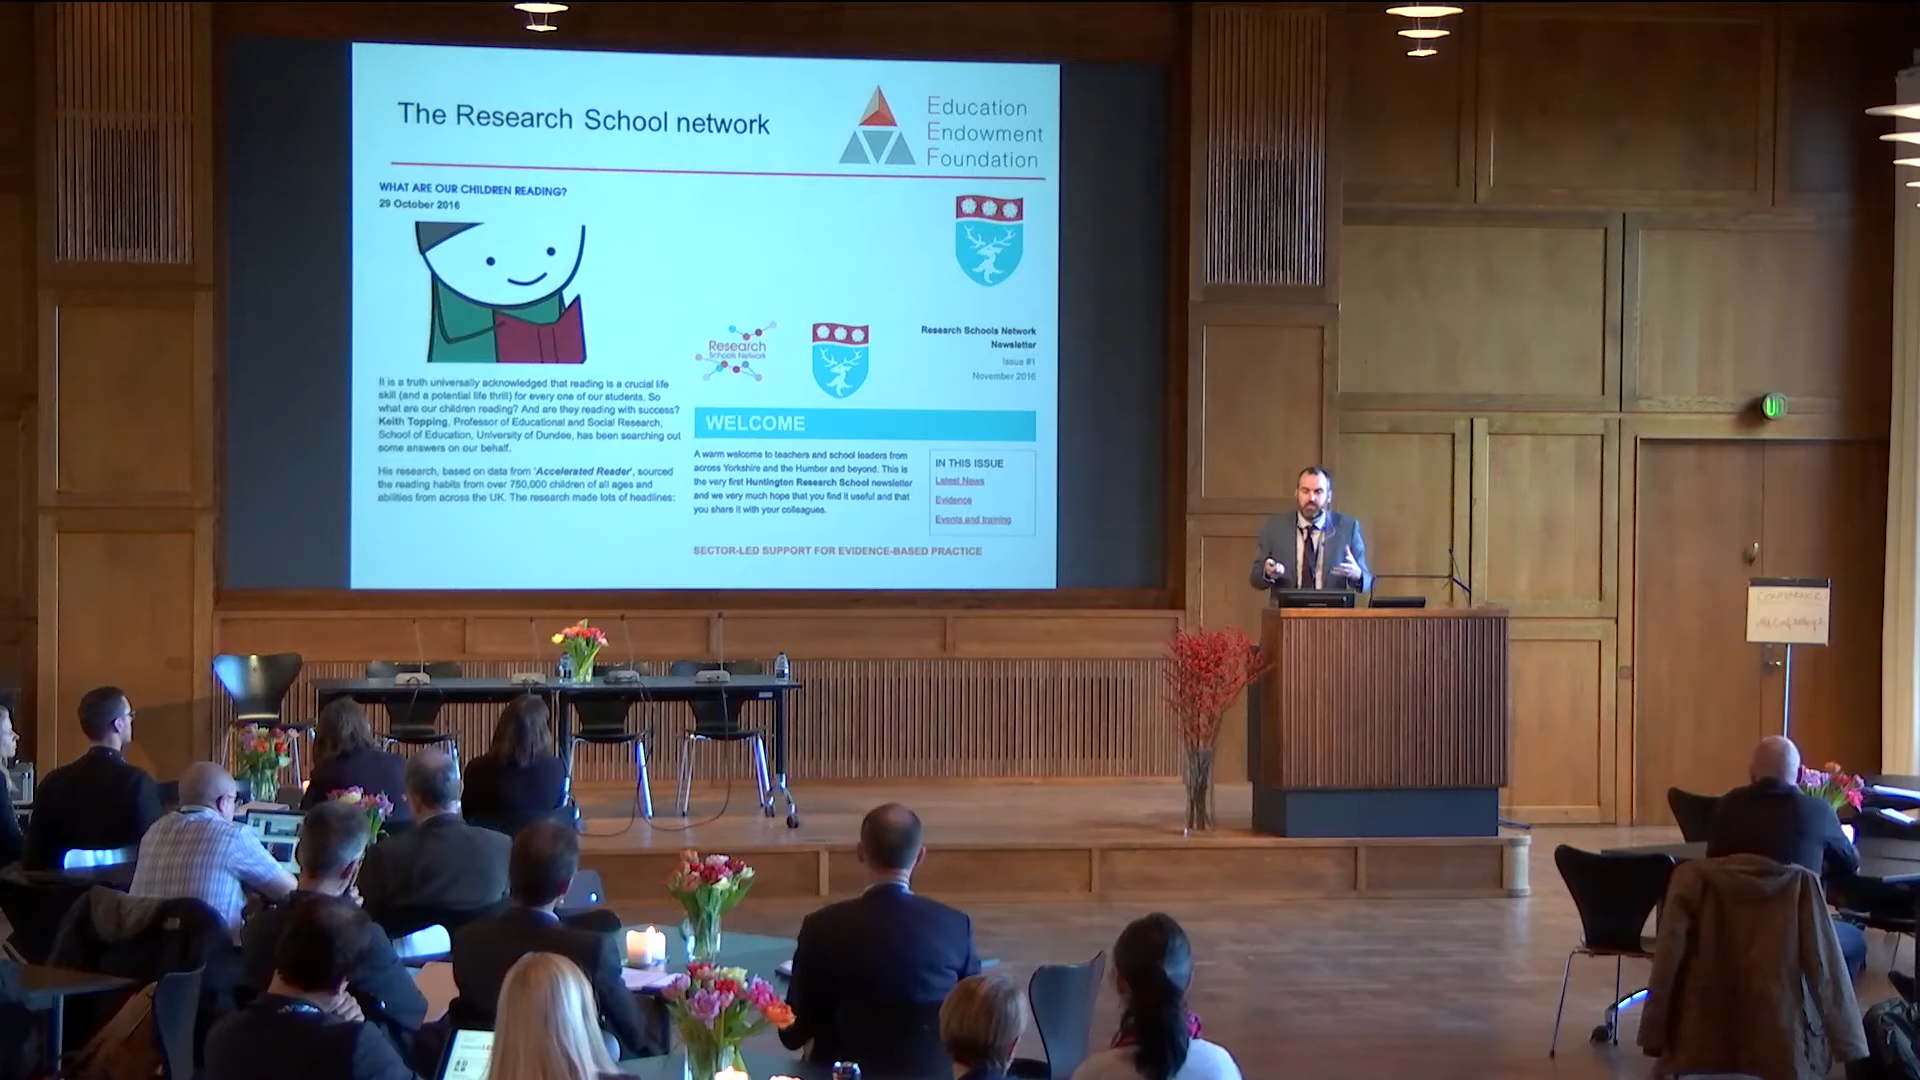 The Research School network
Education
Endowment
Foundation
WHAT ARE OUR CHILDREN READING?
29 October 2016
It is a truth universally acknowledged that reading is a crucial life
skill (and a potential life thrill) for every one of our students. So
what are our children reading? And are they reading with success?
Keith Topping, Professor of Educational and Social Research,
School of Education, University of Dundee, has been searching out
some answers on our behalf.
His research, based on data from 'Accelerated Reader', sourced
the reading habits from over 750,000 children of all ages and
abilities from across the UK. The research made lots of headlines:
Research
Schools Network
Research Schools Network
Newsletter
Issue #1
November 2016
WELCOME
A warm welcome to teachers and school leaders from
across Yorkshire and the Humber and beyond. This is
the very first Huntington Research School newsletter
and we very much hope that you find it useful and that
you share it with your colleagues.
IN THIS ISSUE
Latest News
Evidence
Events and training
SECTOR-LED SUPPORT FOR EVIDENCE-BASED PRACTICE